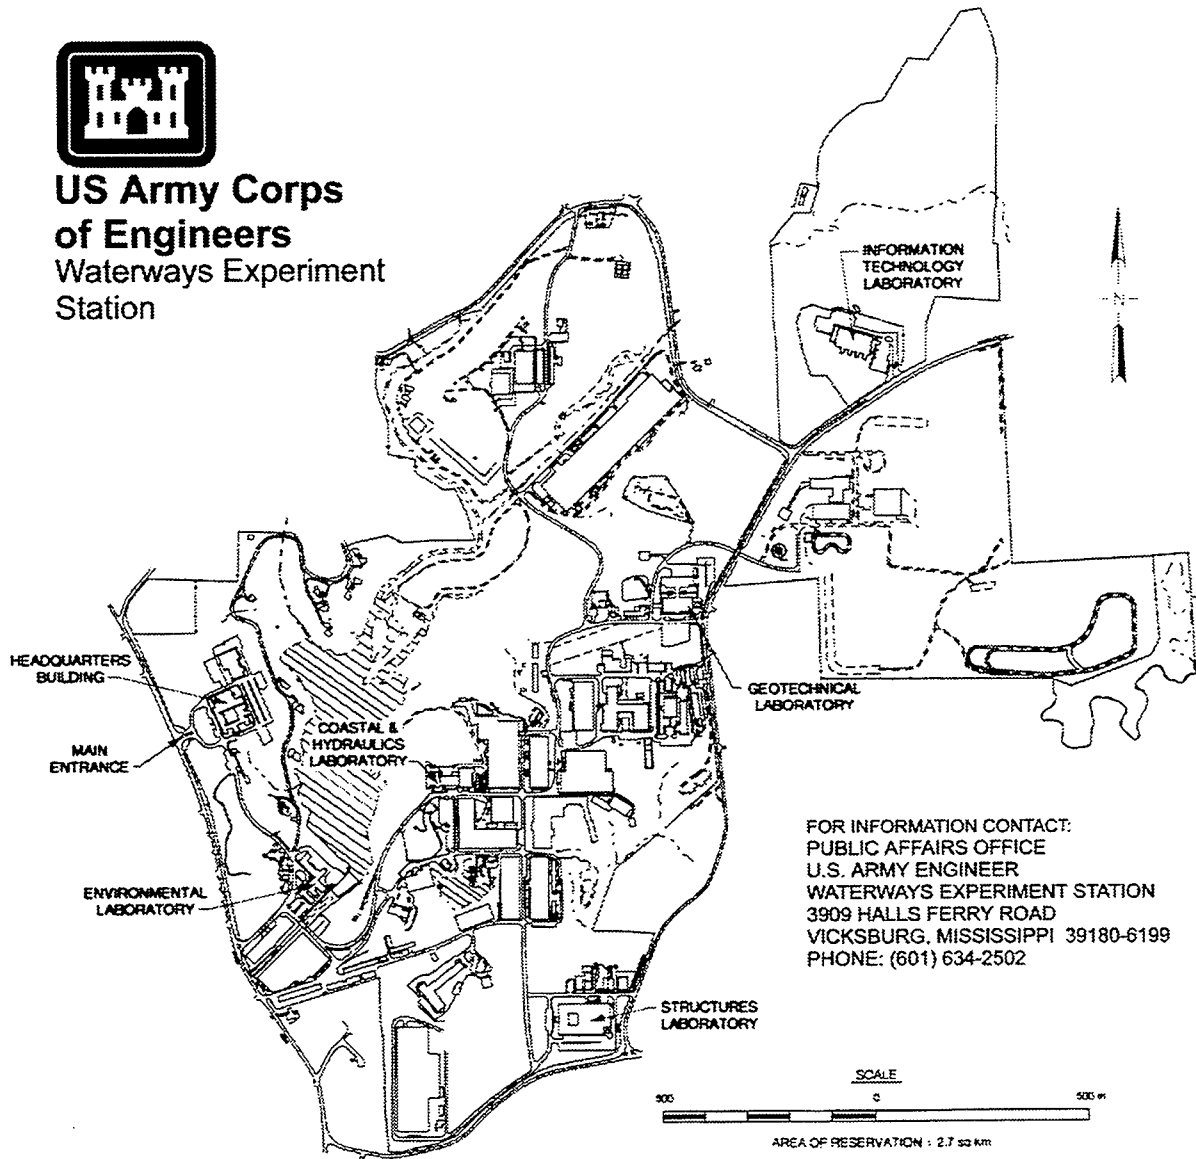 US Army Corps
of Engineers
Waterways Experiment
Station
INFORMATION
TECHNOLOGY
LABORATORY
N
HEADQUARTERS
BUILDING
MAIN
ENTRANCE
COASTAL &
HYDRAULICS
LABORATORY
GEOTECHNICAL
LABORATORY
ENVIRONMENTAL
LABORATORY
STRUCTURES
LABORATORY
FOR INFORMATION CONTACT:
PUBLIC AFFAIRS OFFICE
U.S. ARMY ENGINEER
WATERWAYS EXPERIMENT STATION
3909 HALLS FERRY ROAD
VICKSBURG, MISSISSIPPI 39180-6199
PHONE: (601) 634-2502
SCALE
500 0 500 m
AREA OF RESERVATION : 2.7 sq km